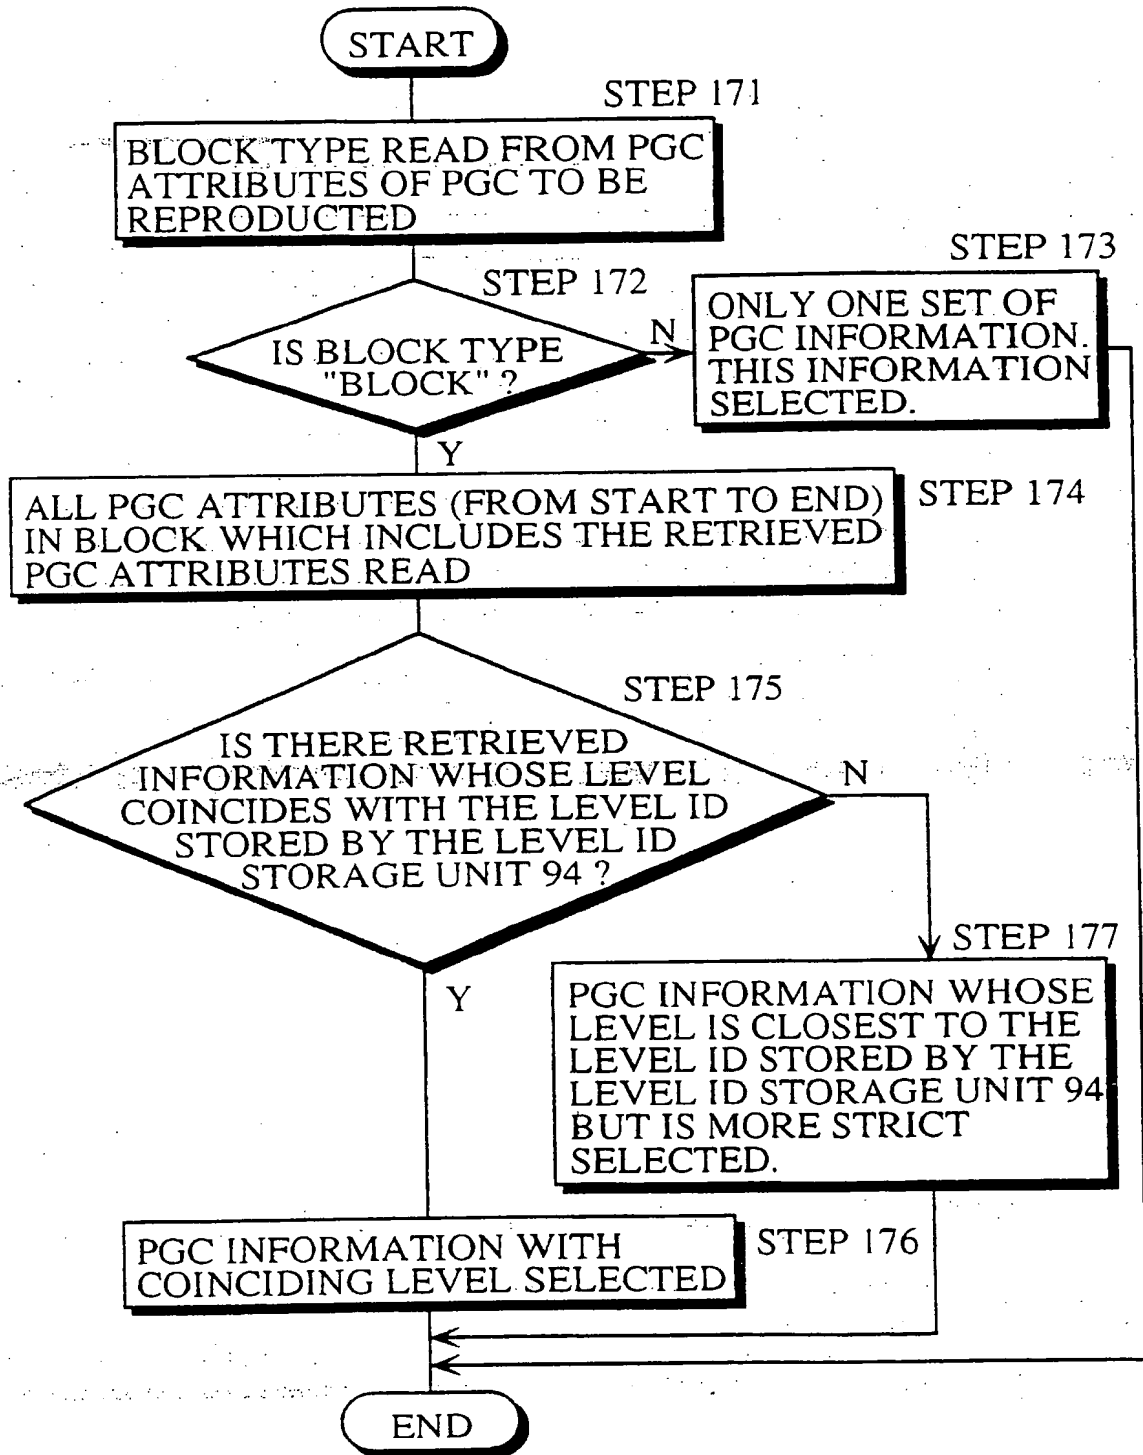 START
STEP 171
BLOCK TYPE READ FROM PGC
ATTRIBUTES OF PGC TO BE
REPRODUCTED
STEP 172
IS BLOCK TYPE
"BLOCK" ?
N
STEP 173
ONLY ONE SET OF
PGC INFORMATION.
THIS INFORMATION
SELECTED.
Y
STEP 174
ALL PGC ATTRIBUTES (FROM START TO END)
IN BLOCK WHICH INCLUDES THE RETRIEVED
PGC ATTRIBUTES READ
STEP 175
IS THERE RETRIEVED
INFORMATION WHOSE LEVEL
COINCIDES WITH THE LEVEL ID
STORED BY THE LEVEL ID
STORAGE UNIT 94 ?
N
Y
STEP 177
PGC INFORMATION WHOSE
LEVEL IS CLOSEST TO THE
LEVEL ID STORED BY THE
LEVEL ID STORAGE UNIT 94
BUT IS MORE STRICT
SELECTED.
STEP 176
PGC INFORMATION WITH
COINCIDING LEVEL SELECTED
END